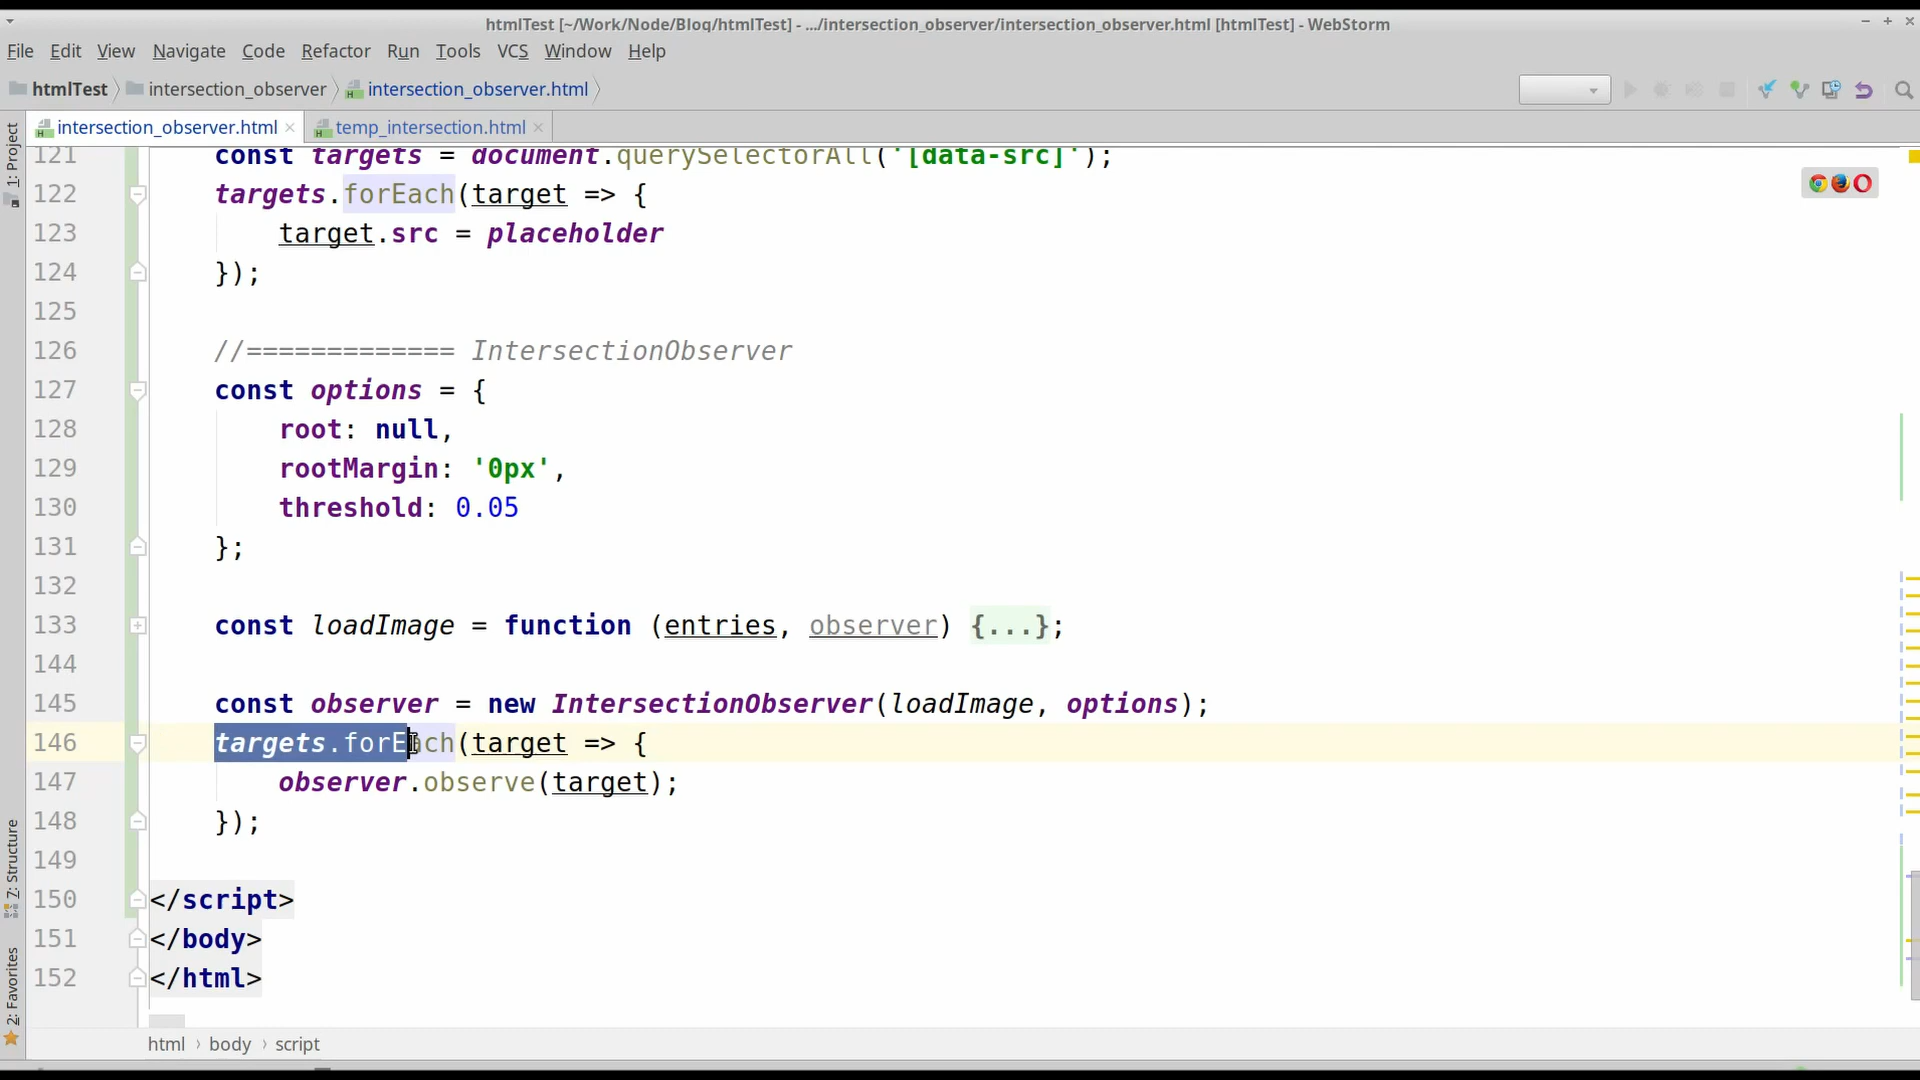 htmlTest [~/Work/Node/Blog/htmlTest] - .../intersection_observer/intersection_observer.html [htmlTest] - WebStorm
File Edit View Navigate Code Refactor Run Tools VCS Window Help
htmlTest intersection_observer intersection_observer.html
intersection_observer.html temp_intersection.html
1: Project
7: Structure
2: Favorites
121 const targets = document.querySelectorAll('[data-src]');
122 targets.forEach(target => {
123 target.src = placeholder
124 });
125
126 //============= IntersectionObserver
127 const options = {
128 root: null,
129 rootMargin: '0px',
130 threshold: 0.05
131 };
132
133 const loadImage = function (entries, observer) {...};
144
145 const observer = new IntersectionObserver(loadImage, options);
146 targets.forEach(target => {
147 observer.observe(target);
148 });
149
150 </script>
151 </body>
152 </html>
html › body › script